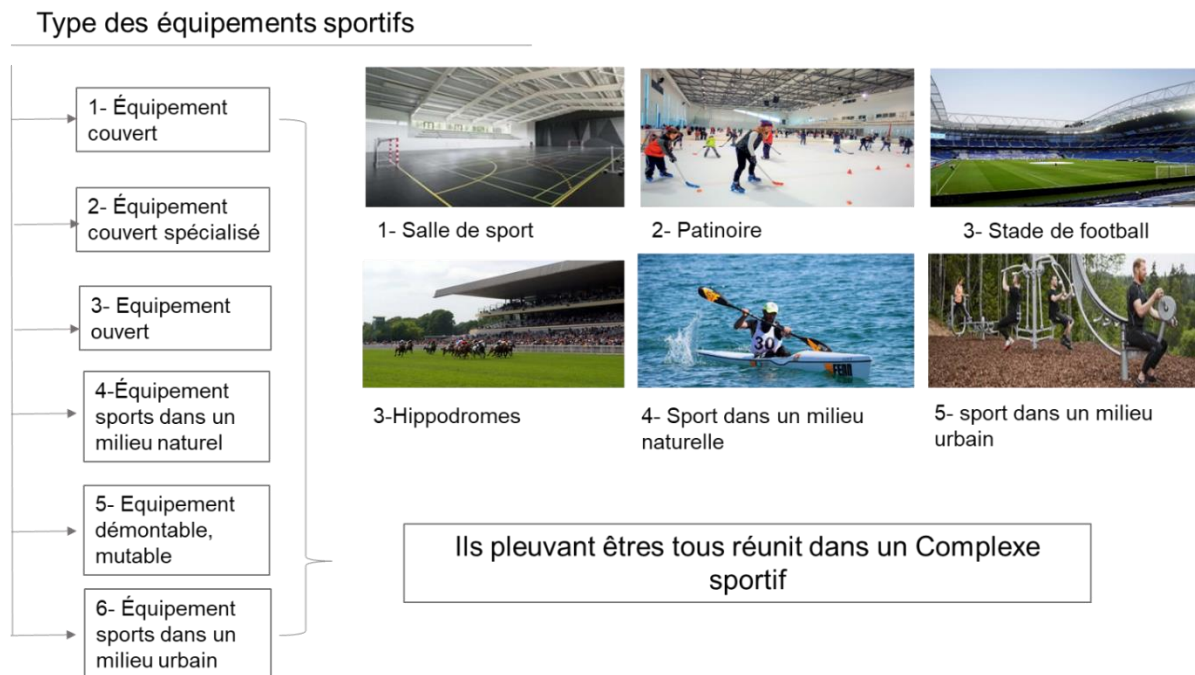 Type des équipements sportifs
1- Équipement
couvert
2- Équipement
couvert spécialisé
3- Equipement
ouvert
4-Équipement
sports dans un
milieu naturel
5- Equipement
démontable,
mutable
6- Équipement
sports dans un
milieu urbain
1- Salle de sport
2- Patinoire
3- Stade de football
30
FENN
3-Hippodromes
4- Sport dans un milieu
naturelle
5- sport dans un milieu
urbain
Ils pleuvant êtres tous réunit dans un Complexe
sportif